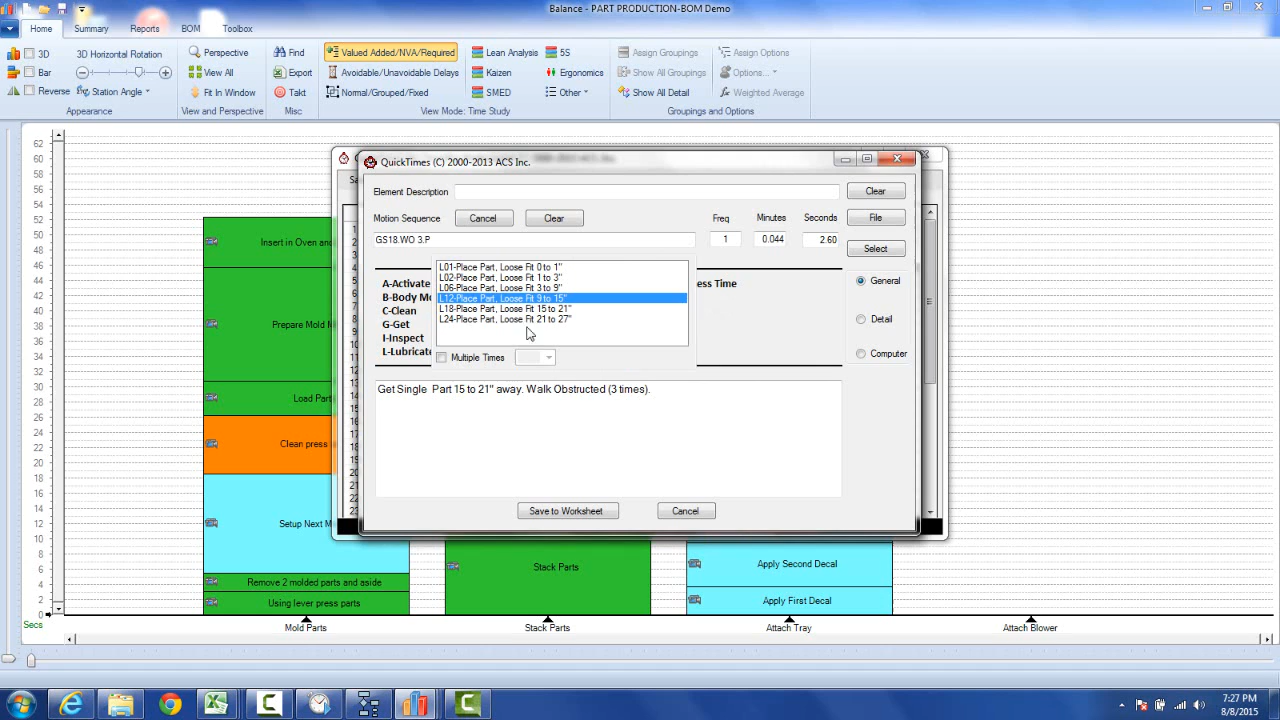 Balance - PART PRODUCTION-BOM Demo
Home Summary Reports BOM Toolbox
3D 3D Horizontal Rotation Perspective Find Valued Added/NVA/Required Lean Analysis 5S Assign Groupings Assign Options
Bar View All Export Avoidable/Unavoidable Delays Kaizen Ergonomics Show All Groupings Options...
Reverse Station Angle Fit In Window Takt Normal/Grouped/Fixed SMED Other Show All Detail Weighted Average
Appearance View and Perspective Misc View Mode: Time Study Groupings and Options
QuickTimes (C) 2000-2013 ACS Inc.
Element Description Clear
Motion Sequence Cancel Clear Freq Minutes Seconds File
GS18.WO 3.P 1 0.044 2.60
Select
General
Detail
Computer
A-Activate
C-Clean
G-Get
I-Inspect
L01-Place Part, Loose Fit 0 to 1"
L02-Place Part, Loose Fit 1 to 3"
L06-Place Part, Loose Fit 3 to 9"
L12-Place Part, Loose Fit 9 to 15"
L18-Place Part, Loose Fit 15 to 21"
L24-Place Part, Loose Fit 21 to 27"
Multiple Times
Get Single Part 15 to 21" away. Walk Obstructed (3 times).
Save to Worksheet Cancel
62
60
58
56
54
52
50
48
46
44
42
40
38
36
34
32
30
28
26
24
22
20
18
16
14
12
10
8
6
4
2
0
Secs
Insert in Oven
Prepare Mold
Load
Clean press
Setup Next
Remove 2 molded parts and aside
Using lever press parts
Stack Parts
Apply Second Decal
Apply First Decal
Mold Parts Stack Parts Attach Tray Attach Blower
7:27 PM
8/8/2015